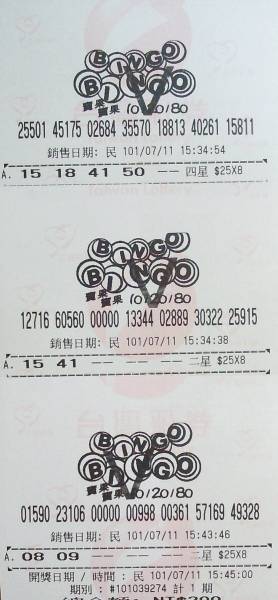 BINGO
BINGO
賓果 賓果 10/20/80
25501 45175 02684 35570 18813 40261 15811
銷售日期: 民 101/07/11 15:34:54
A. 15 18 41 50 —— 四星 $25X8
BINGO
BINGO
賓果 賓果 10/20/80
12716 60560 00000 13344 02889 30322 25915
銷售日期: 民 101/07/11 15:34:38
A. 15 41 —— —— —— 二星 $25X8
BINGO
BINGO
賓果 賓果 10/20/80
01590 23106 00000 00998 00361 57169 49328
銷售日期: 民 101/07/11 15:43:46
A. 08 09 —— —— —— 二星 $25X8
開獎日期 / 時間 : 民 101/07/11 15:45:00
期別 : #101039274 計 1 期